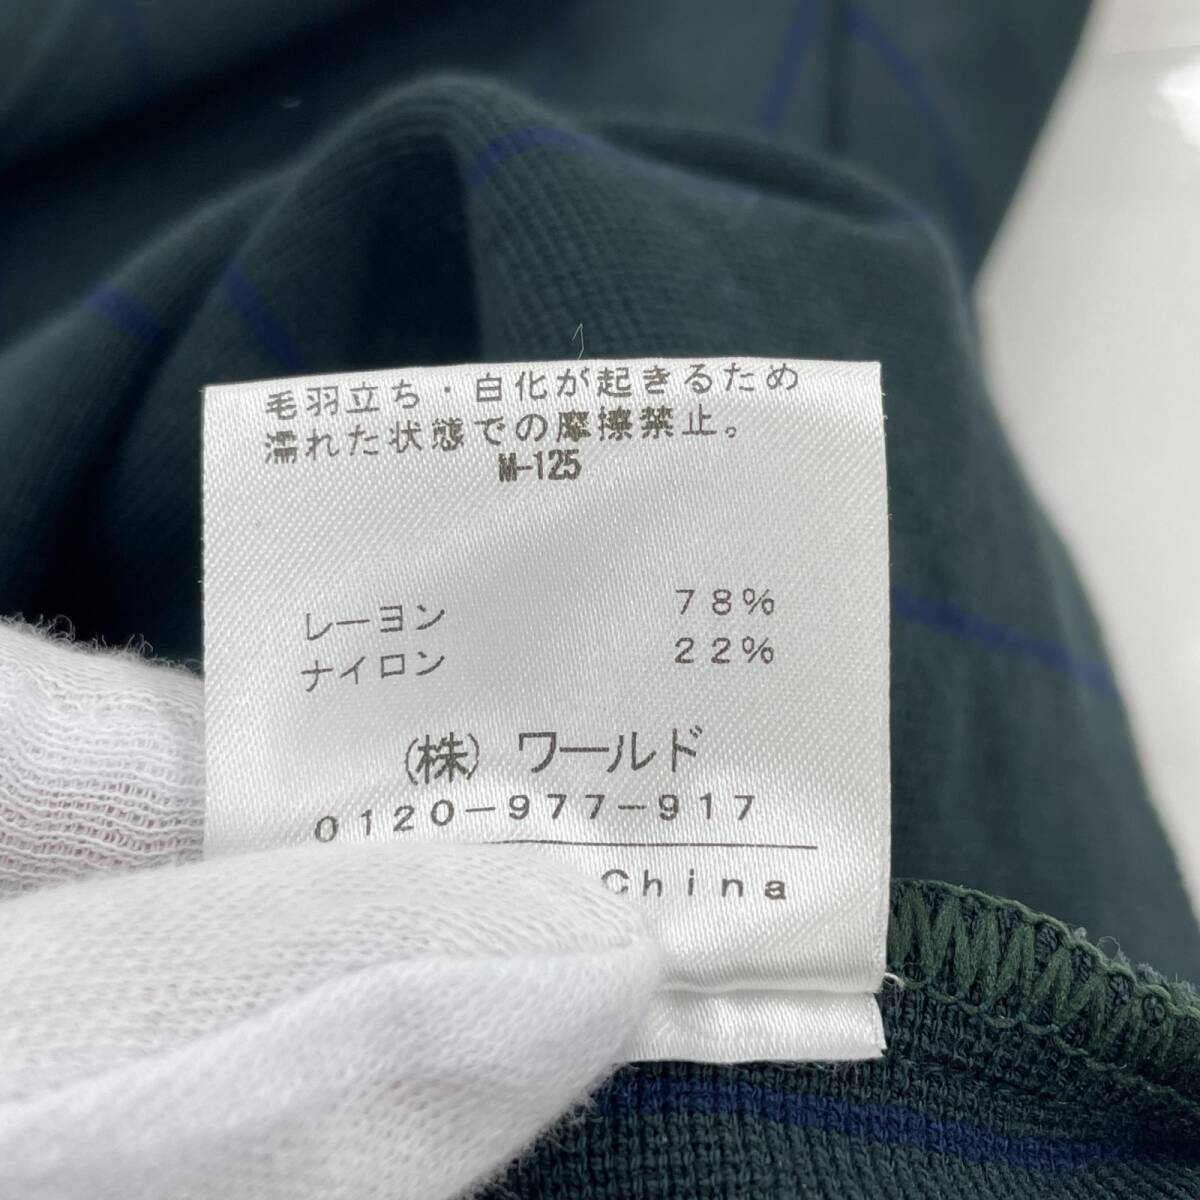 毛羽立ち・白化が起きるため
濡れた状態での摩擦禁止。
M-125
レーヨン 78%
ナイロン 22%
(株) ワールド
0120-977-917
China